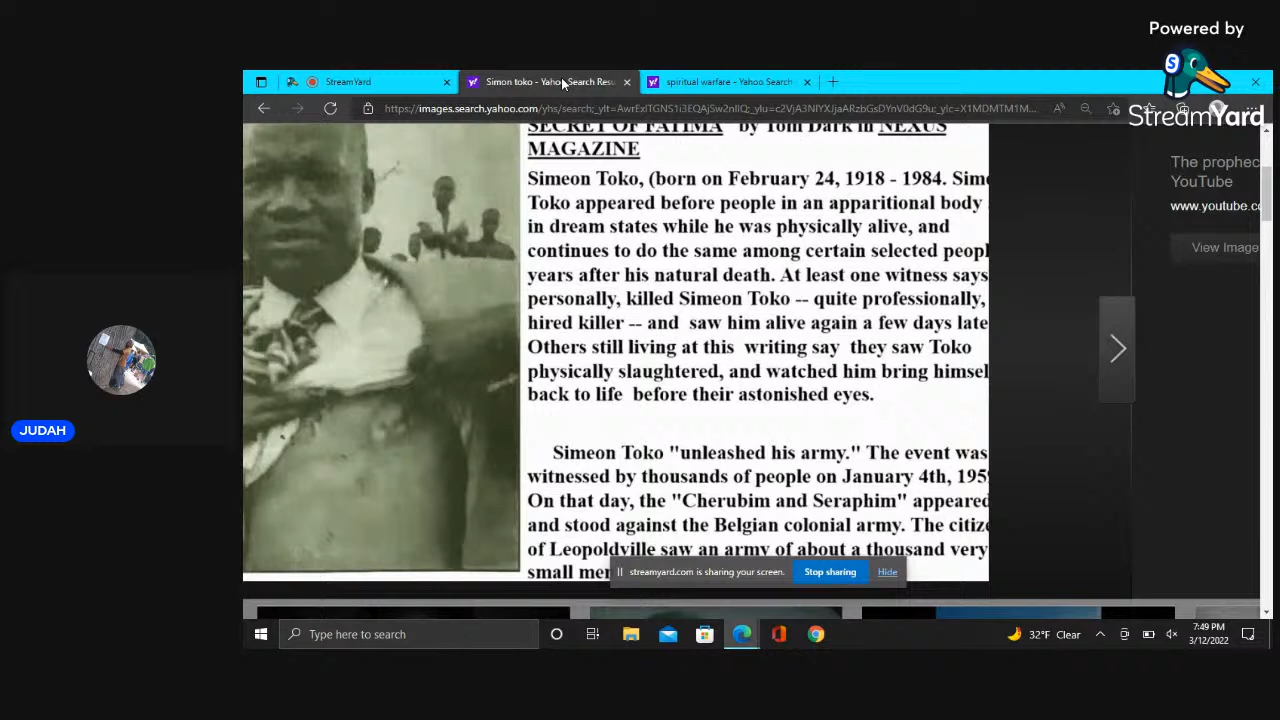 Powered by
StreamYard
StreamYard
Simon toko - Yahoo Search Resu
spiritual warfare - Yahoo Search
SECRET OF FATIMA" by Tom Dark in NEXUS
MAGAZINE
Simeon Toko, (born on February 24, 1918 - 1984. Sime
Toko appeared before people in an apparitional body
in dream states while he was physically alive, and
continues to do the same among certain selected peopl
years after his natural death. At least one witness says
personally, killed Simeon Toko -- quite professionally,
hired killer -- and saw him alive again a few days late
Others still living at this writing say they saw Toko
physically slaughtered, and watched him bring himsel
back to life before their astonished eyes.
Simeon Toko "unleashed his army." The event was
witnessed by thousands of people on January 4th, 195
On that day, the "Cherubim and Seraphim" appeared
and stood against the Belgian colonial army. The citize
of Leopoldville saw an army of about a thousand very
small mer
The prophec
YouTube
www.youtube.co
View Image
JUDAH
streamyard.com is sharing your screen.
Stop sharing
Hide
Type here to search
32°F Clear
7:49 PM
3/12/2022